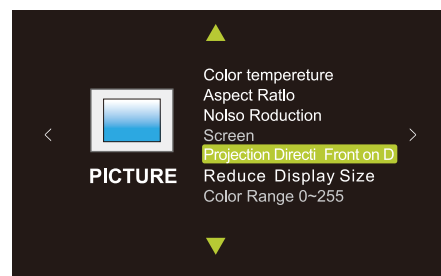 Color tempereture
Aspect Ratlo
Nolso Roduction
Screen
Projection Directi Front on D
PICTURE
Reduce Display Size
Color Range 0~255